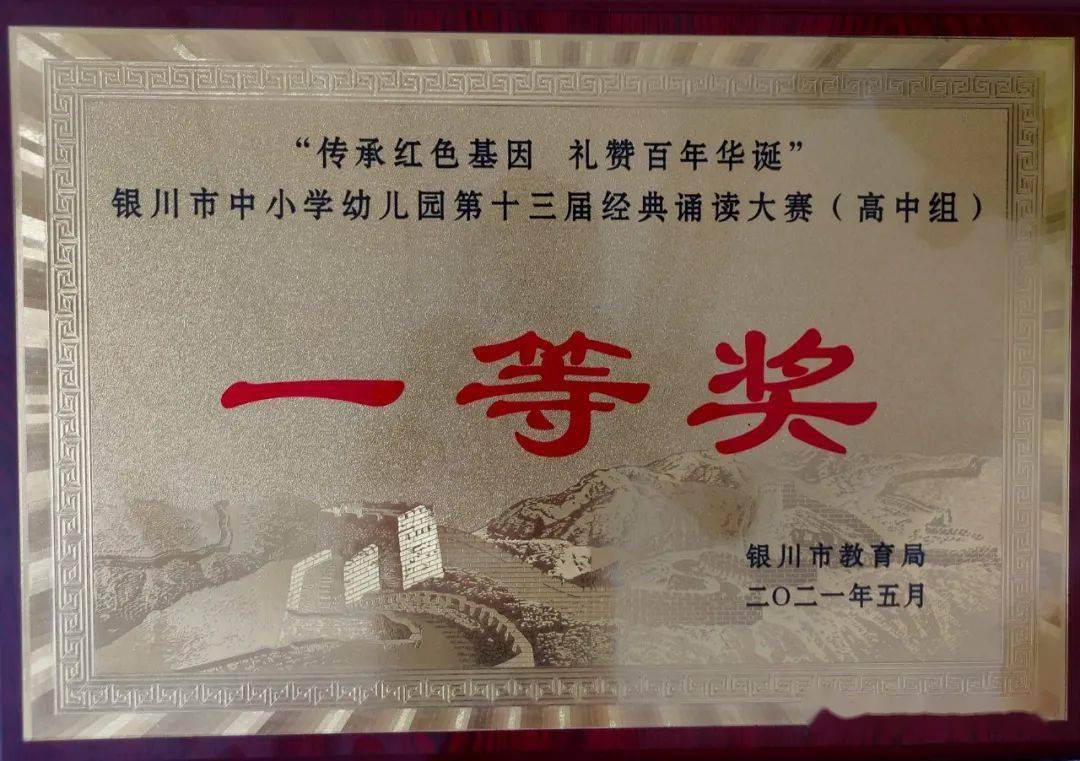 “传承红色基因 礼赞百年华诞”
银川市中小学幼儿园第十三届经典诵读大赛（高中组）
一等奖
银川市教育局
二〇二一年五月